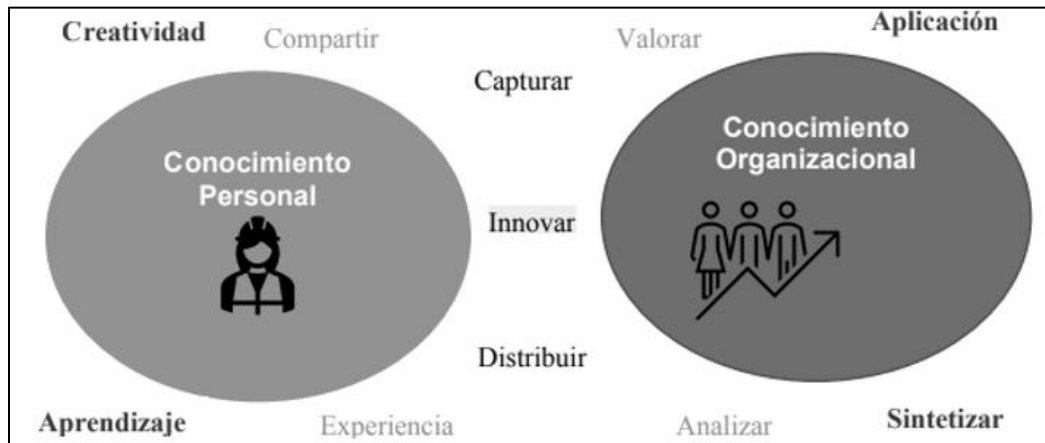 Creatividad
Compartir
Valorar
Aplicación
Capturar
Conocimiento
Personal
Conocimiento
Organizacional
Innovar
Distribuir
Aprendizaje
Experiencia
Analizar
Sintetizar